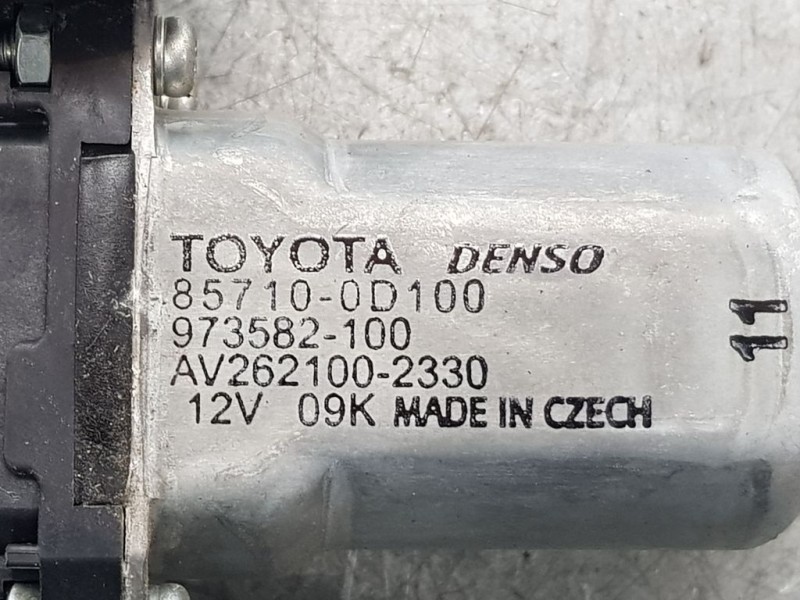 TOYOTA DENSO
85710-0D100
973582-100
AV262100-2330
12V 09K MADE IN CZECH
11